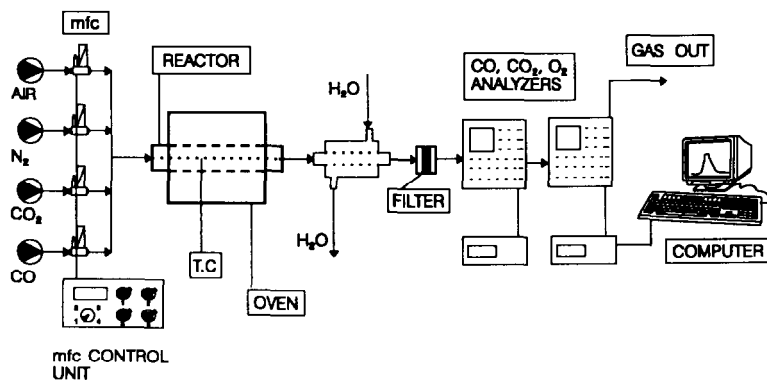 mfc
AIR
N₂
CO₂
CO
mfc CONTROL
UNIT
REACTOR
T.C
OVEN
H₂O
H₂O
FILTER
CO, CO₂, O₂
ANALYZERS
GAS OUT
COMPUTER